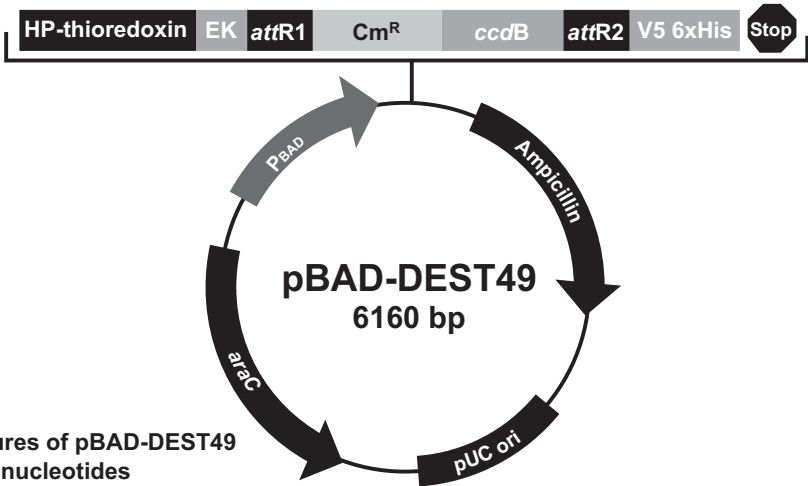 HP-thioredoxin EK attR1 CmR ccdB attR2 V5 6xHis Stop
PBAD
Ampicillin
pBAD-DEST49
6160 bp
araC
pUC ori
ures of pBAD-DEST49
nucleotides